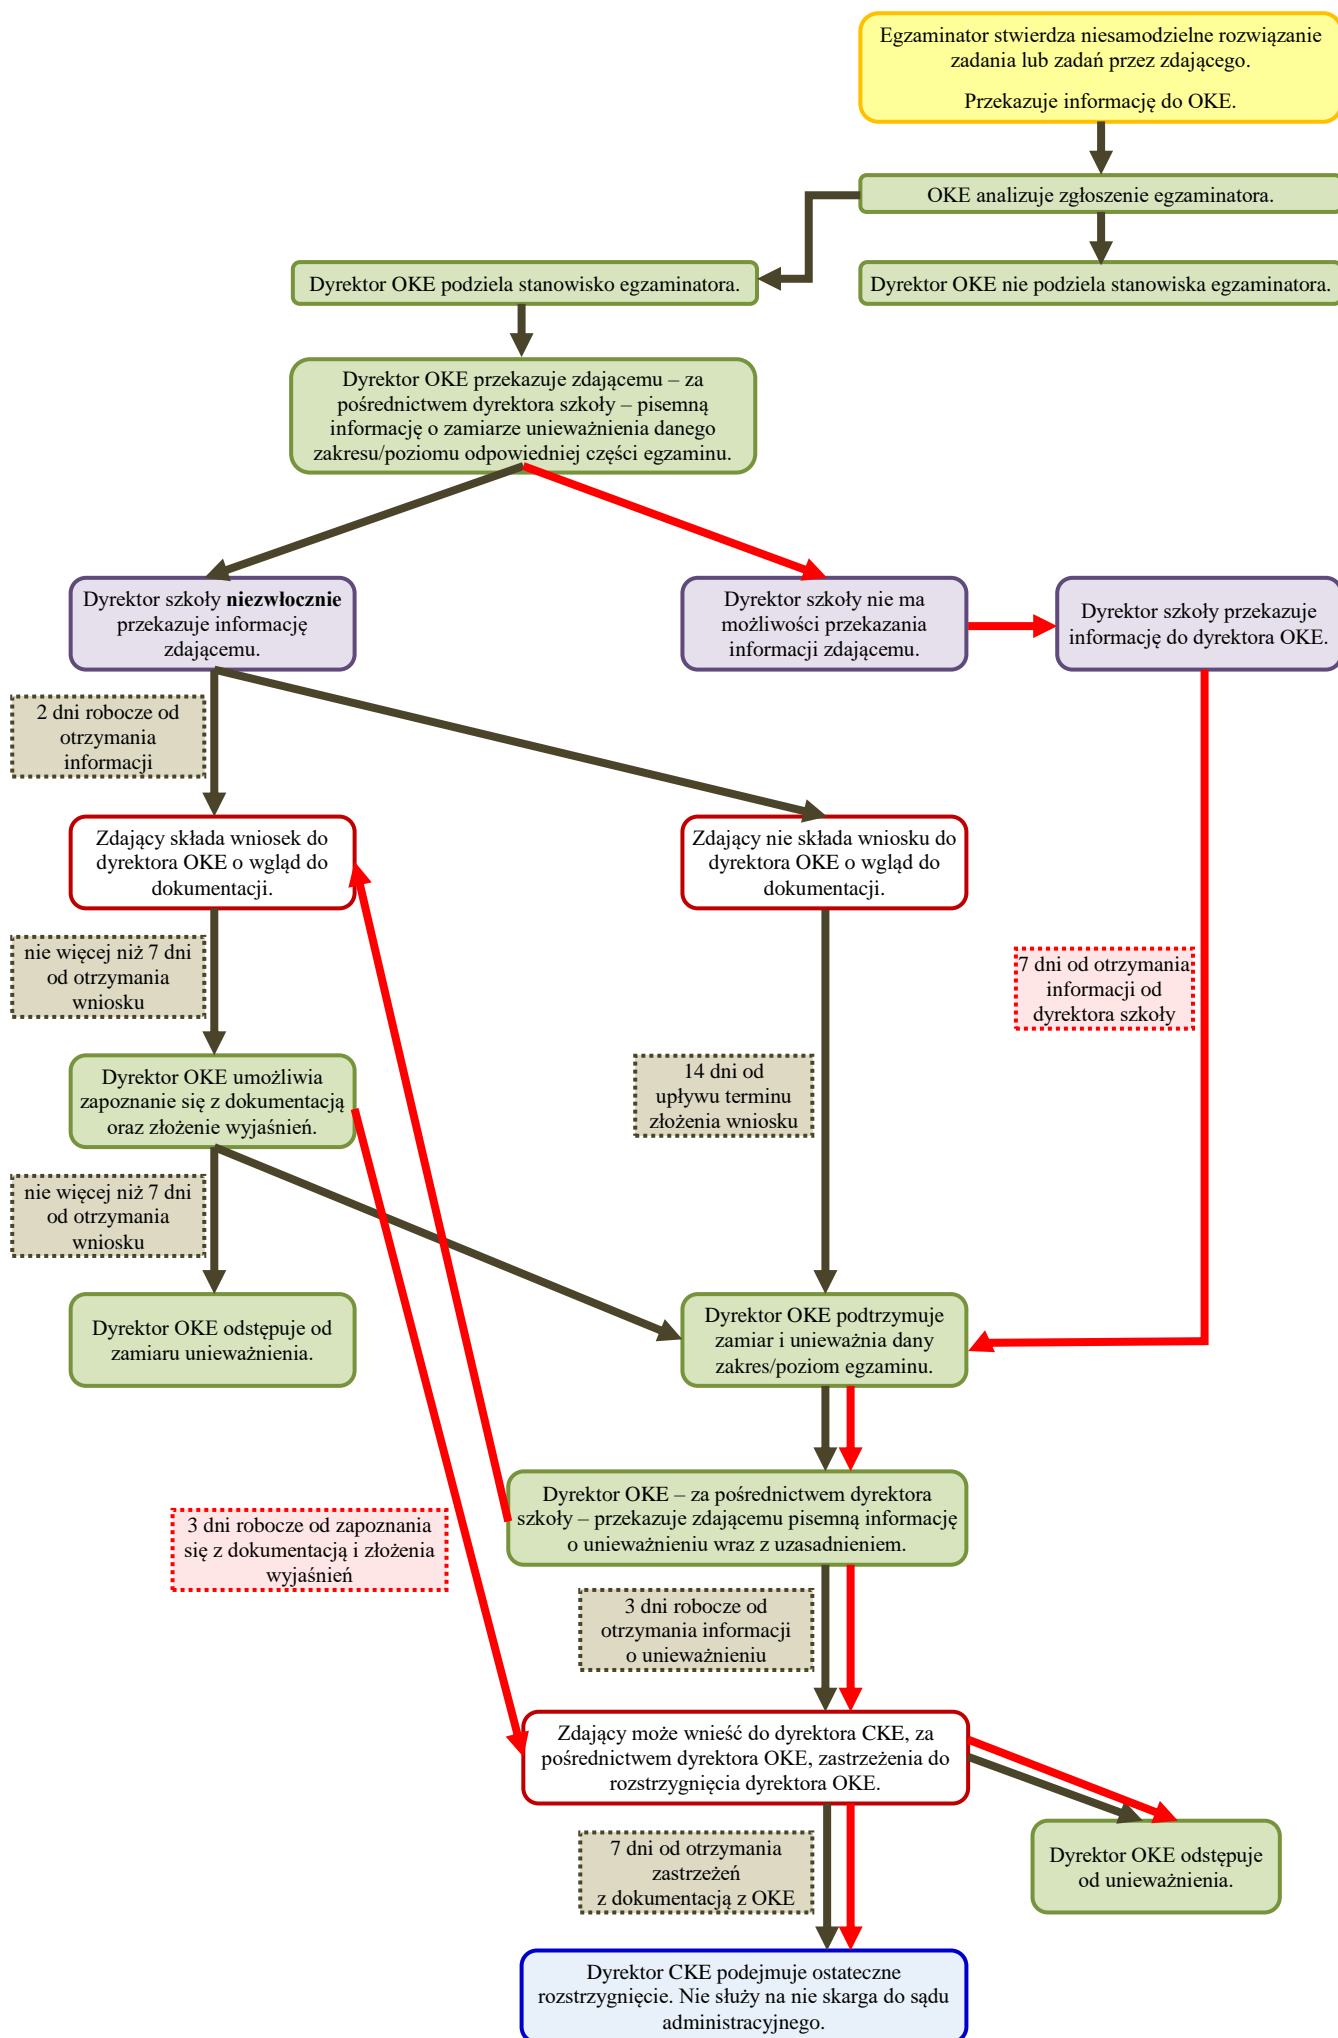 Egzaminator stwierdza niesamodzielne rozwiązanie
zadania lub zadań przez zdającego.
Przekazuje informację do OKE.
OKE analizuje zgłoszenie egzaminatora.
Dyrektor OKE podziela stanowisko egzaminatora.
Dyrektor OKE nie podziela stanowiska egzaminatora.
Dyrektor OKE przekazuje zdającemu – za
pośrednictwem dyrektora szkoły – pisemną
informację o zamiarze unieważnienia danego
zakresu/poziomu odpowiedniej części egzaminu.
Dyrektor szkoły niezwłocznie
przekazuje informację
zdającemu.
Dyrektor szkoły nie ma
możliwości przekazania
informacji zdającemu.
Dyrektor szkoły przekazuje
informację do dyrektora OKE.
2 dni robocze od
otrzymania
informacji
Zdający składa wniosek do
dyrektora OKE o wgląd do
dokumentacji.
Zdający nie składa wniosku do
dyrektora OKE o wgląd do
dokumentacji.
nie więcej niż 7 dni
od otrzymania
wniosku
7 dni od otrzymania
informacji od
dyrektora szkoły
Dyrektor OKE umożliwia
zapoznanie się z dokumentacją
oraz złożenie wyjaśnień.
14 dni od
upływu terminu
złożenia wniosku
nie więcej niż 7 dni
od otrzymania
wniosku
Dyrektor OKE odstępuje od
zamiaru unieważnienia.
Dyrektor OKE podtrzymuje
zamiar i unieważnia dany
zakres/poziom egzaminu.
Dyrektor OKE – za pośrednictwem dyrektora
szkoły – przekazuje zdającemu pisemną informację
o unieważnieniu wraz z uzasadnieniem.
3 dni robocze od zapoznania
się z dokumentacją i złożenia
wyjaśnień
3 dni robocze od
otrzymania informacji
o unieważnieniu
Zdający może wnieść do dyrektora CKE, za
pośrednictwem dyrektora OKE, zastrzeżenia do
rozstrzygnięcia dyrektora OKE.
7 dni od otrzymania
zastrzeżeń
z dokumentacją z OKE
Dyrektor OKE odstępuje
od unieważnienia.
Dyrektor CKE podejmuje ostateczne
rozstrzygnięcie. Nie służy na nie skarga do sądu
administracyjnego.